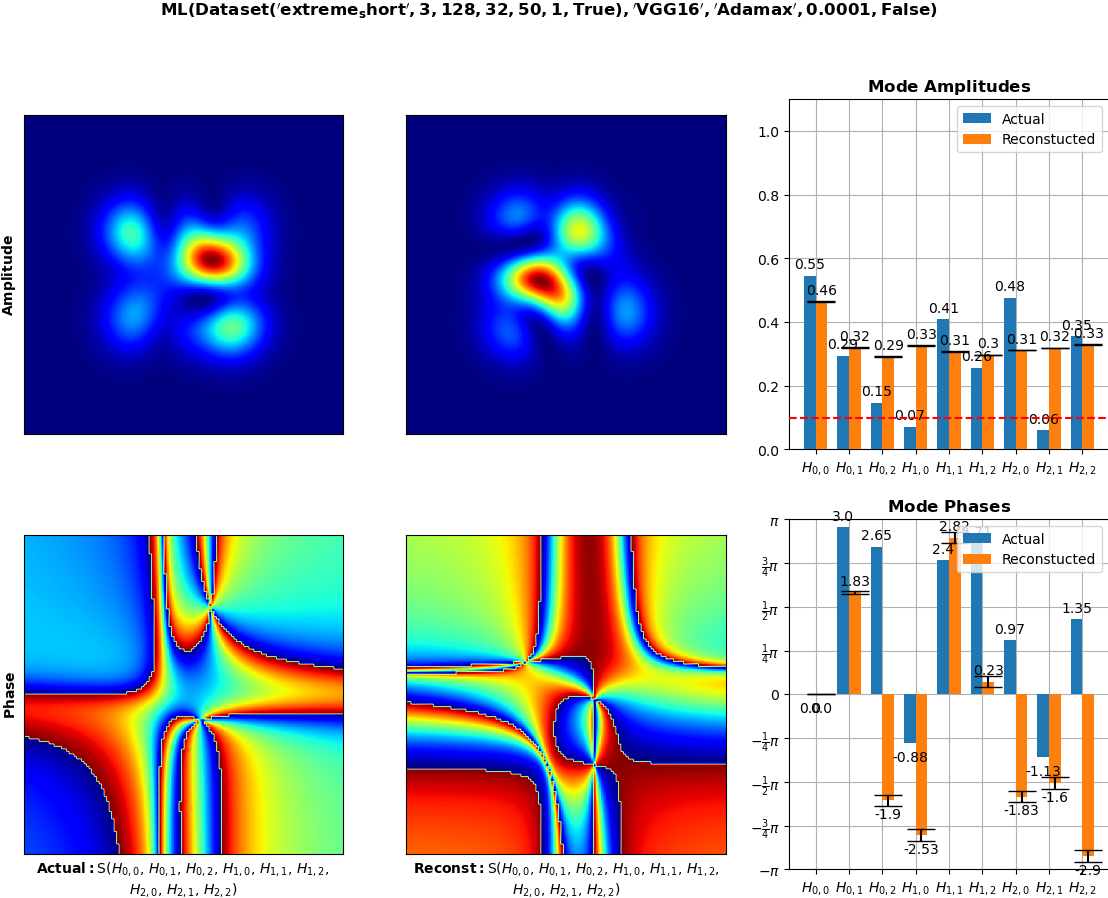 ML(Dataset('extreme_short', 3, 128, 32, 50, 1, True), 'VGG16', 'Adamax', 0.0001, False)
Amplitude
Mode Amplitudes
Actual
Reconstucted
1.0
0.8
0.6
0.4
0.2
0.0
0.55
0.46
0.29
0.32
0.15
0.29
0.07
0.33
0.41
0.31
0.26
0.3
0.48
0.31
0.06
0.32
0.35
0.33
H0,0 H0,1 H0,2 H1,0 H1,1 H1,2 H2,0 H2,1 H2,2
Phase
Actual: S(H0,0, H0,1, H0,2, H1,0, H1,1, H1,2,
H2,0, H2,1, H2,2)
Reconst: S(H0,0, H0,1, H0,2, H1,0, H1,1, H1,2,
H2,0, H2,1, H2,2)
Mode Phases
Actual
Reconstucted
π
3/4π
1/2π
1/4π
0
−1/4π
−1/2π
−3/4π
−π
0.0
0.0
3.0
1.83
2.65
-1.9
-0.88
-2.53
2.4
2.82
0.23
0.97
-1.83
-1.13
-1.6
1.35
-2.9
H0,0 H0,1 H0,2 H1,0 H1,1 H1,2 H2,0 H2,1 H2,2